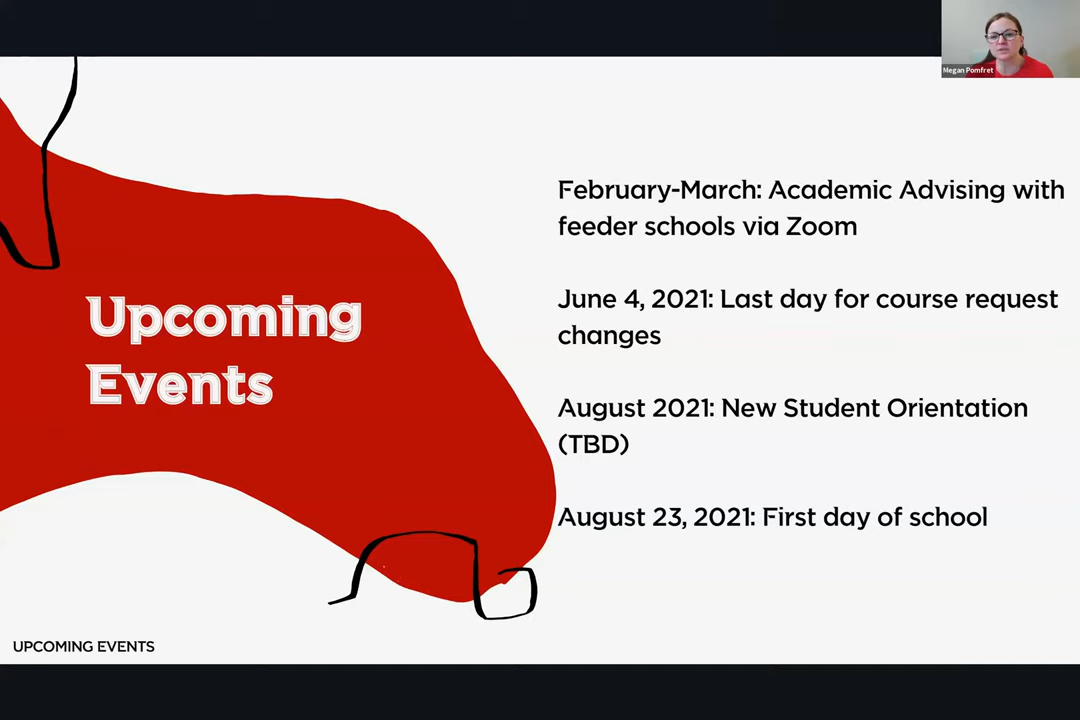 Megan Pomfret
February-March: Academic Advising with
feeder schools via Zoom
June 4, 2021: Last day for course request
changes
Upcoming
Events
August 2021: New Student Orientation
(TBD)
August 23, 2021: First day of school
UPCOMING EVENTS